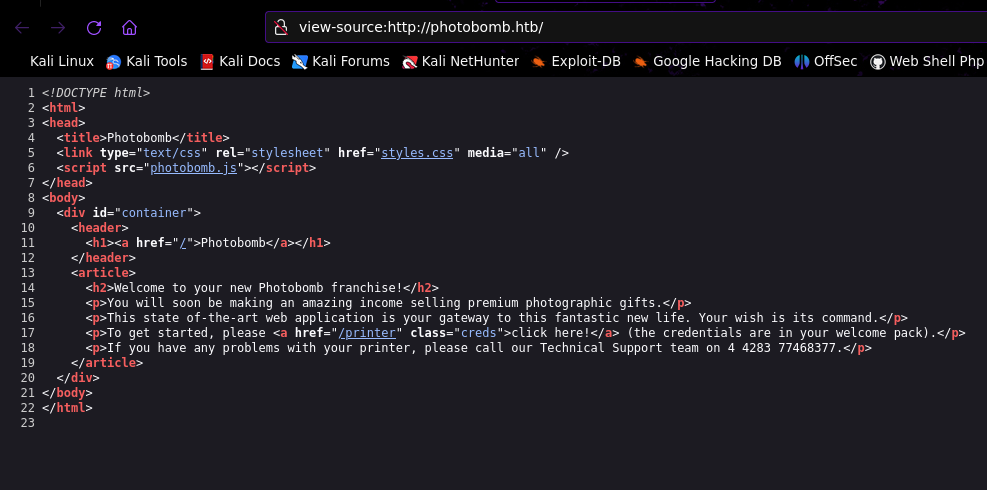 view-source:http://photobomb.htb/
Kali Linux Kali Tools Kali Docs Kali Forums Kali NetHunter Exploit-DB Google Hacking DB OffSec Web Shell Php
1 <!DOCTYPE html>
2 <html>
3 <head>
4   <title>Photobomb</title>
5   <link type="text/css" rel="stylesheet" href="styles.css" media="all" />
6   <script src="photobomb.js"></script>
7 </head>
8 <body>
9   <div id="container">
10     <header>
11       <h1><a href="/">Photobomb</a></h1>
12     </header>
13     <article>
14       <h2>Welcome to your new Photobomb franchise!</h2>
15       <p>You will soon be making an amazing income selling premium photographic gifts.</p>
16       <p>This state of-the-art web application is your gateway to this fantastic new life. Your wish is its command.</p>
17       <p>To get started, please <a href="/printer" class="creds">click here!</a> (the credentials are in your welcome pack).</p>
18       <p>If you have any problems with your printer, please call our Technical Support team on 4 4283 77468377.</p>
19     </article>
20   </div>
21 </body>
22 </html>
23